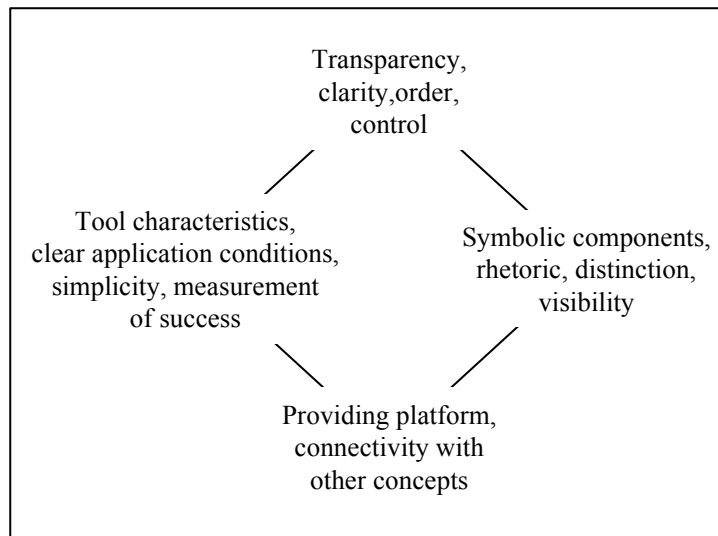 Transparency,
clarity,order,
control
Tool characteristics,
clear application conditions,
simplicity, measurement
of success
Symbolic components,
rhetoric, distinction,
visibility
Providing platform,
connectivity with
other concepts